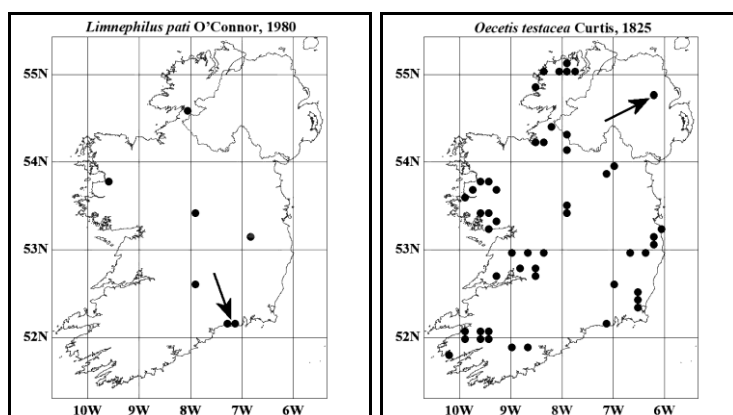 Limnephilus pati O'Connor, 1980
55N
54N
53N
52N
10W 9W 8W 7W 6W
Oecetis testacea Curtis, 1825
55N
54N
53N
52N
10W 9W 8W 7W 6W